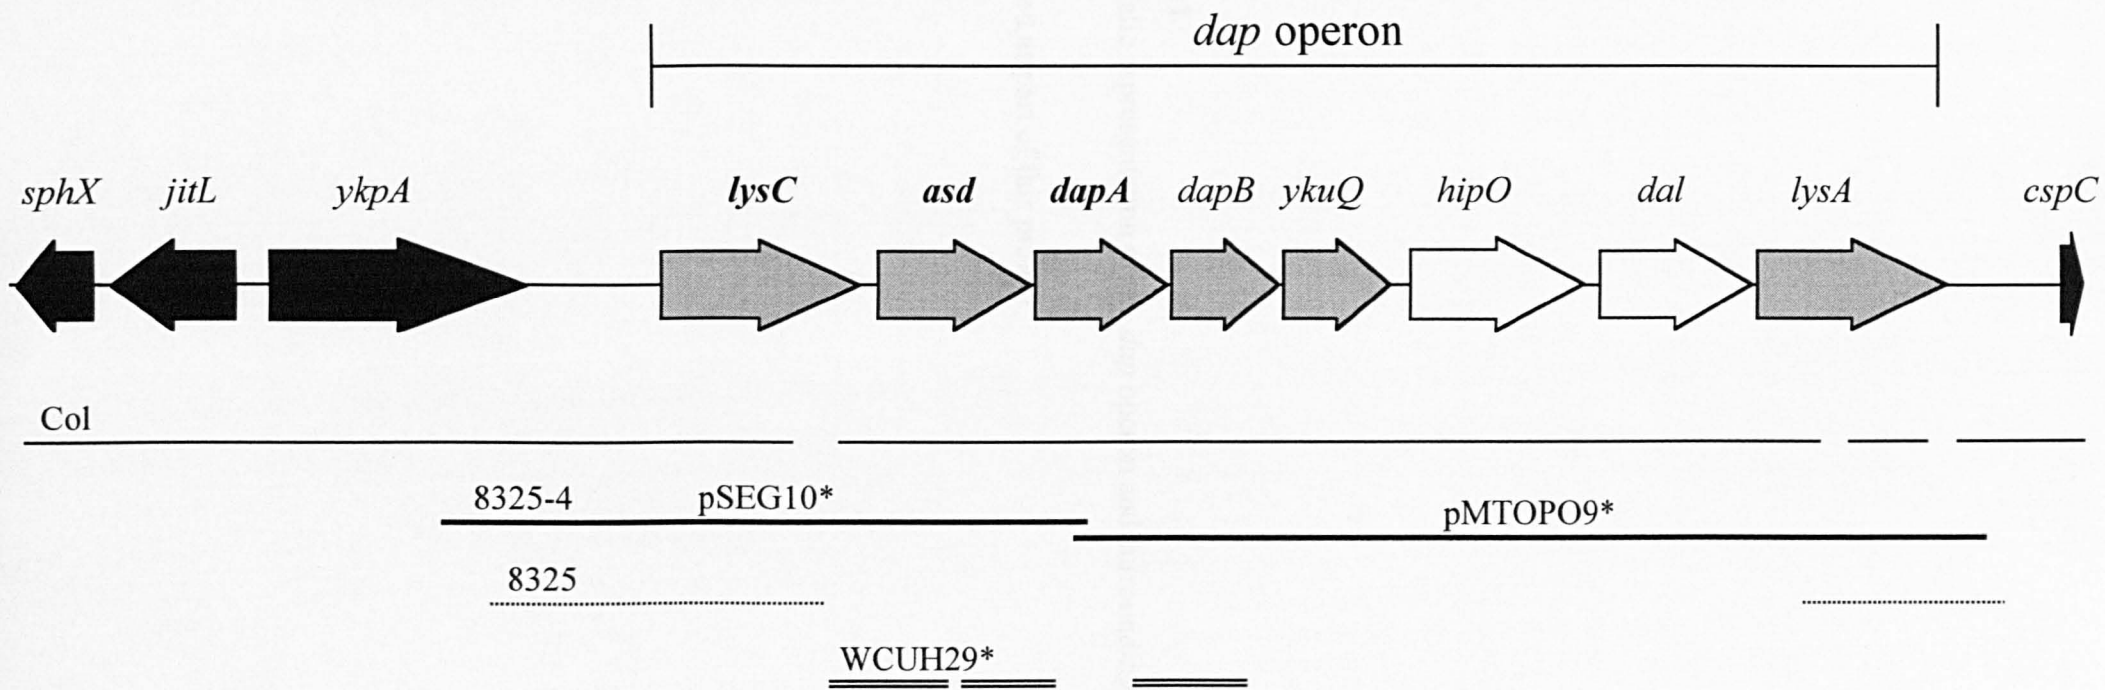 dap operon
sphX jitL ykpA lysC asd dapA dapB ykuQ hipO dal lysA cspC
Col
8325-4 pSEG10* pMTOPO9*
8325
WCUH29*